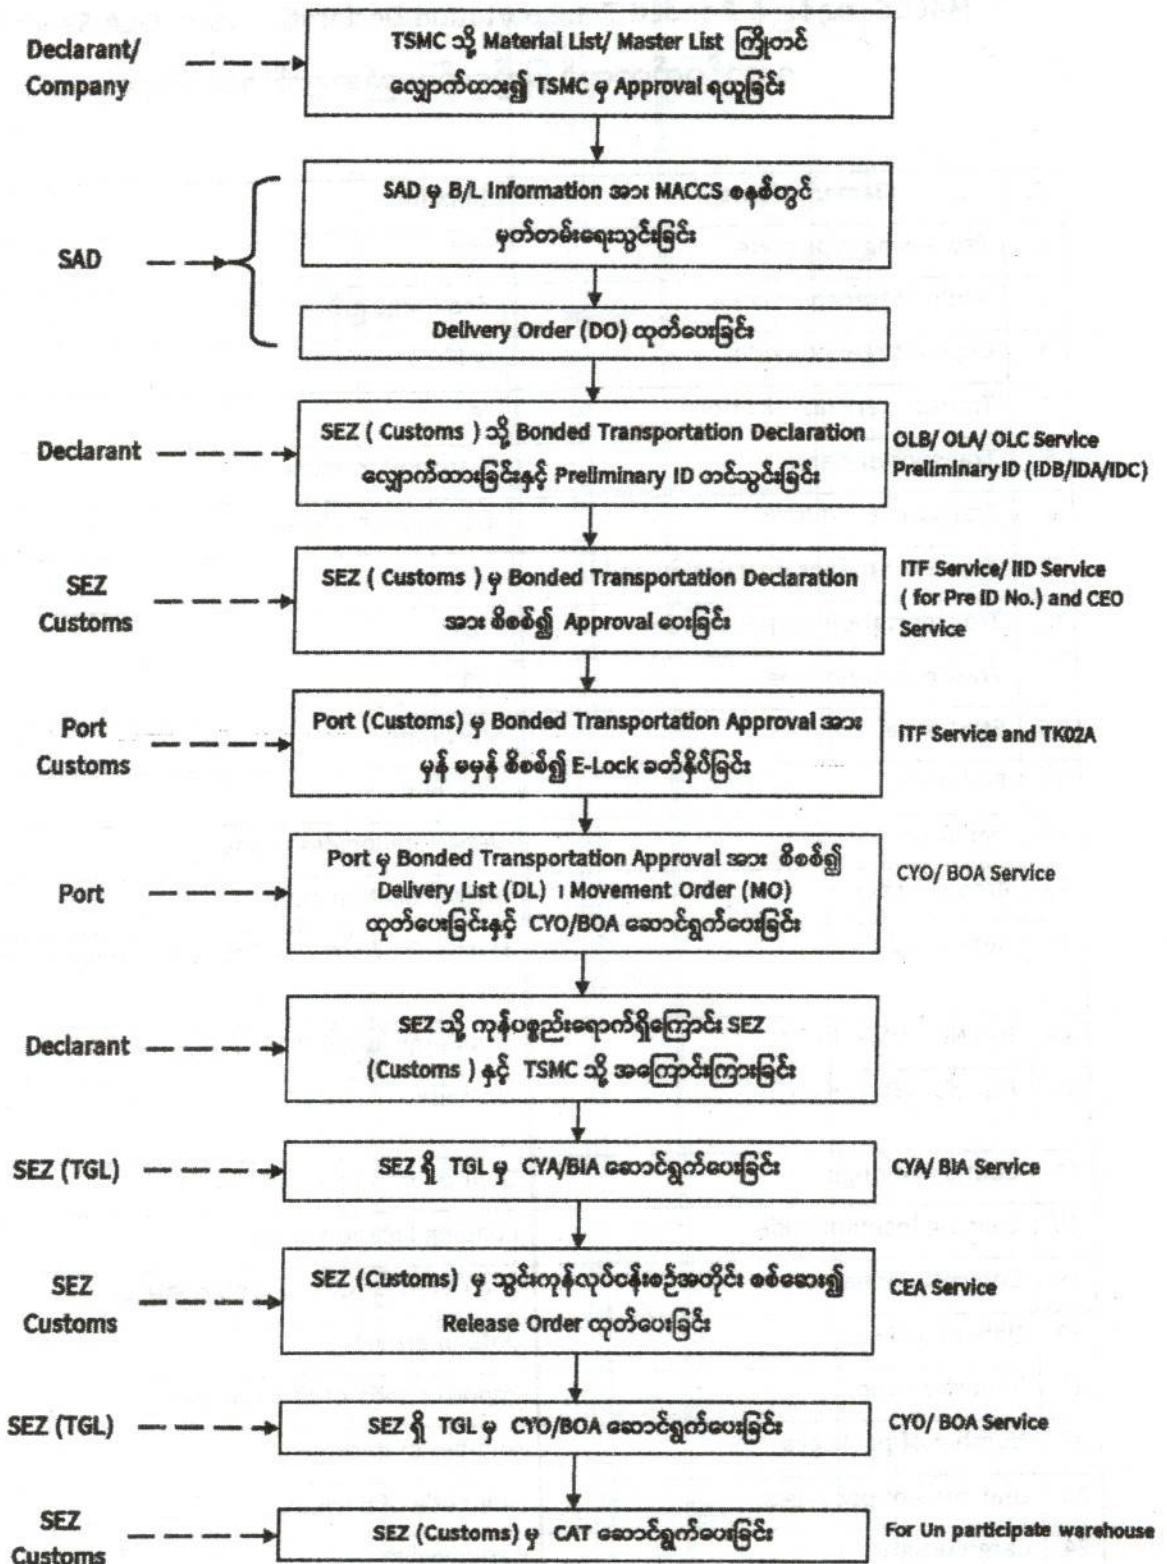 Declarant/
Company
TSMC သို့ Material List/ Master List ကြိုတင်
လျှောက်ထား၍ TSMC မှ Approval ရယူခြင်း
SAD
SAD မှ B/L Information အား MACCS စနစ်တွင်
မှတ်တမ်းရေးသွင်းခြင်း
Delivery Order (DO) ထုတ်ပေးခြင်း
Declarant
SEZ ( Customs ) သို့ Bonded Transportation Declaration
လျှောက်ထားခြင်းနှင့် Preliminary ID တင်သွင်းခြင်း
OLB/ OLA/ OLC Service
Preliminary ID (IDB/IDA/IDC)
SEZ
Customs
SEZ ( Customs ) မှ Bonded Transportation Declaration
အား စိစစ်၍ Approval ပေးခြင်း
ITF Service/ IID Service
( for Pre ID No.) and CEO
Service
Port
Customs
Port (Customs) မှ Bonded Transportation Approval အား
မှန် မမှန် စိစစ်၍ E-Lock ခတ်နှိပ်ခြင်း
ITF Service and TK02A
Port
Port မှ Bonded Transportation Approval အား စိစစ်၍
Delivery List (DL) ၊ Movement Order (MO)
ထုတ်ပေးခြင်းနှင့် CYO/BOA ဆောင်ရွက်ပေးခြင်း
CYO/ BOA Service
Declarant
SEZ သို့ ကုန်ပစ္စည်းရောက်ရှိကြောင်း SEZ
(Customs ) နှင့် TSMC သို့ အကြောင်းကြားခြင်း
SEZ (TGL)
SEZ ရှိ TGL မှ CYA/BIA ဆောင်ရွက်ပေးခြင်း
CYA/ BIA Service
SEZ
Customs
SEZ (Customs) မှ သွင်းကုန်လုပ်ငန်းစဉ်အတိုင်း စစ်ဆေး၍
Release Order ထုတ်ပေးခြင်း
CEA Service
SEZ (TGL)
SEZ ရှိ TGL မှ CYO/BOA ဆောင်ရွက်ပေးခြင်း
CYO/ BOA Service
SEZ
Customs
SEZ (Customs) မှ CAT ဆောင်ရွက်ပေးခြင်း
For Un participate warehouse